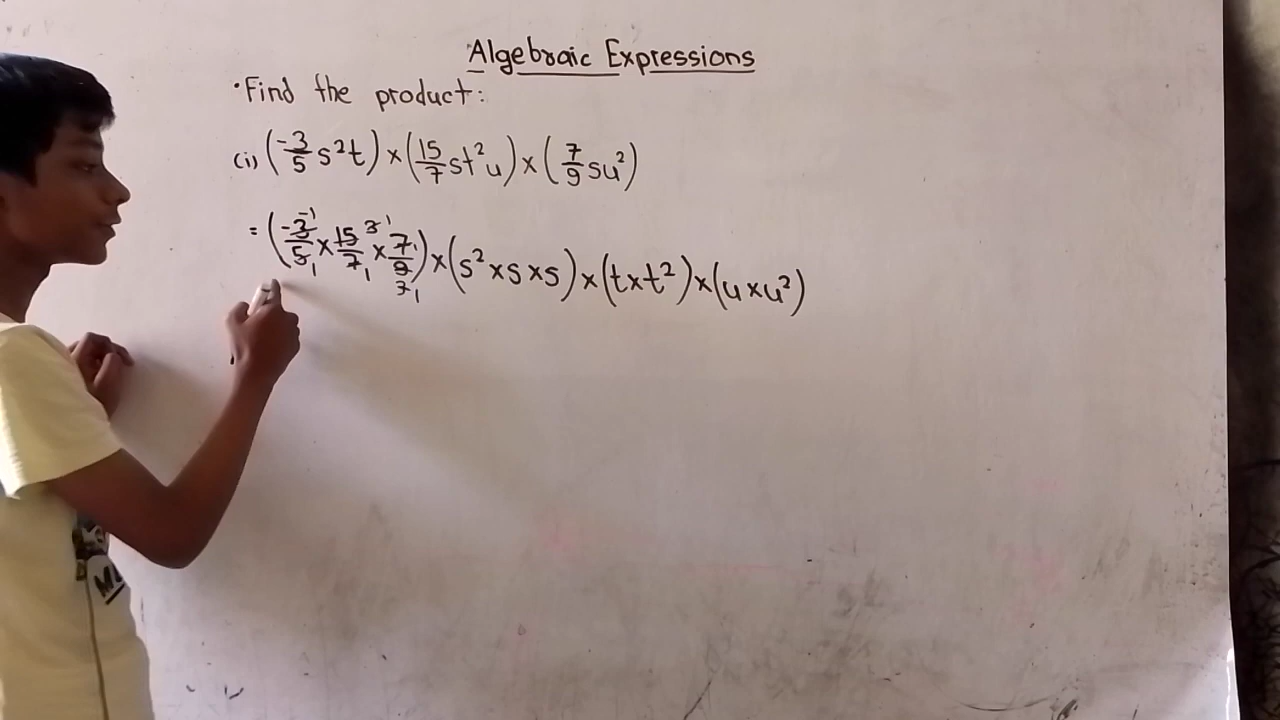 Algebraic Expressions
·Find the product:
(i) (-3/5 s²t) × (15/7 st²u) × (7/9 su²)
= (-3/5 × 15/7 × 7/9) × (s² × s × s) × (t × t²) × (u × u²)